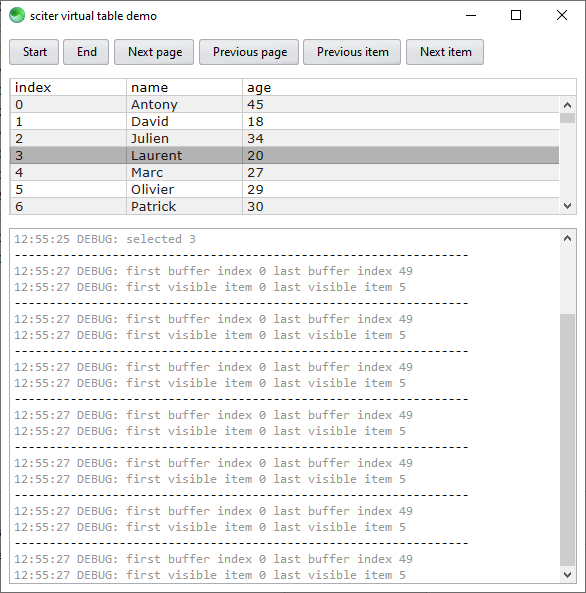 sciter virtual table demo
Start End Next page Previous page Previous item Next item
index name age
0 Antony 45
1 David 18
2 Julien 34
3 Laurent 20
4 Marc 27
5 Olivier 29
6 Patrick 30
12:55:25 DEBUG: selected 3
-----------------------------------------------------
12:55:27 DEBUG: first buffer index 0 last buffer index 49
12:55:27 DEBUG: first visible item 0 last visible item 5
-----------------------------------------------------
12:55:27 DEBUG: first buffer index 0 last buffer index 49
12:55:27 DEBUG: first visible item 0 last visible item 5
-----------------------------------------------------
12:55:27 DEBUG: first buffer index 0 last buffer index 49
12:55:27 DEBUG: first visible item 0 last visible item 5
-----------------------------------------------------
12:55:27 DEBUG: first buffer index 0 last buffer index 49
12:55:27 DEBUG: first visible item 0 last visible item 5
-----------------------------------------------------
12:55:27 DEBUG: first buffer index 0 last buffer index 49
12:55:27 DEBUG: first visible item 0 last visible item 5
-----------------------------------------------------
12:55:27 DEBUG: first buffer index 0 last buffer index 49
12:55:27 DEBUG: first visible item 0 last visible item 5
-----------------------------------------------------
12:55:27 DEBUG: first buffer index 0 last buffer index 49
12:55:27 DEBUG: first visible item 0 last visible item 5